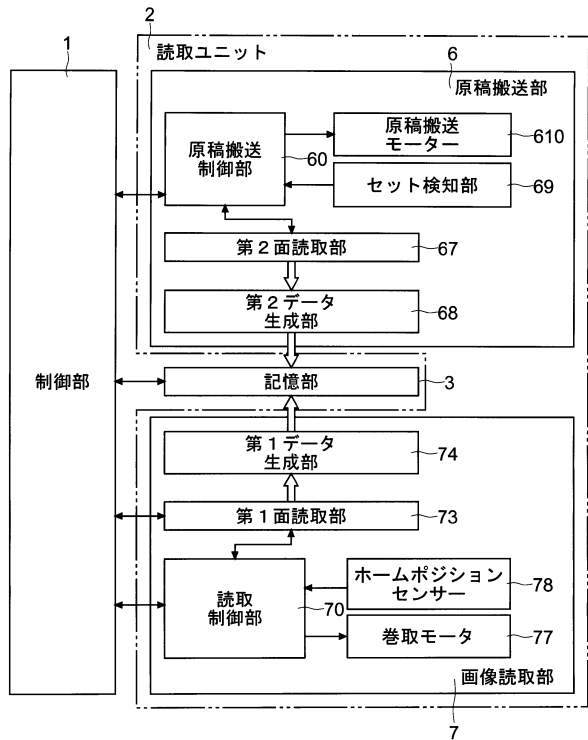 1
2
読取ユニット
6
原稿搬送部
原稿搬送
制御部
60
原稿搬送
モーター
610
セット検知部
69
第2面読取部
67
第2データ
生成部
68
制御部
記憶部
3
第1データ
生成部
74
第1面読取部
73
読取
制御部
70
ホームポジション
センサー
78
巻取モータ
77
画像読取部
7